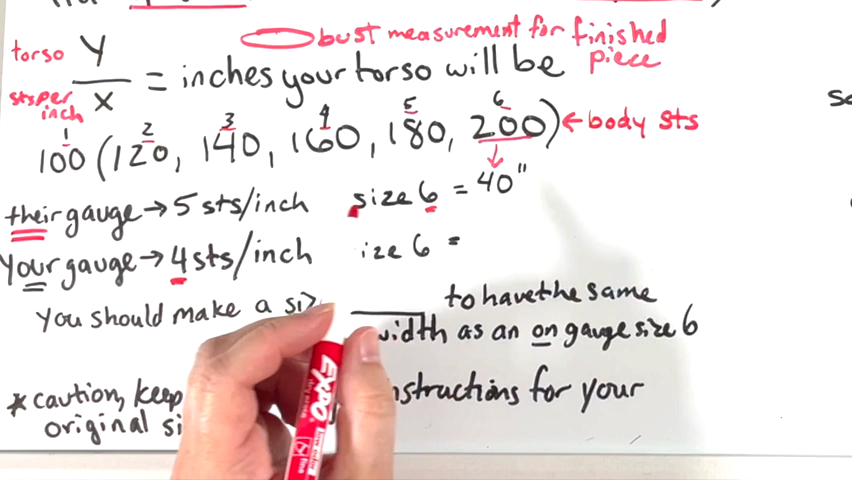 bust measurement for finished
piece
torso Y
sts per inch X = inches your torso will be
1 2 3 4 5 6
100 (120, 140, 160, 180, 200) ← body sts
their gauge → 5 sts/inch size 6 = 40"
your gauge → 4 sts/inch ize 6 =
You should make a si to have the same
width as an on gauge size 6
* caution, keep nstructions for your
original si
EXPO